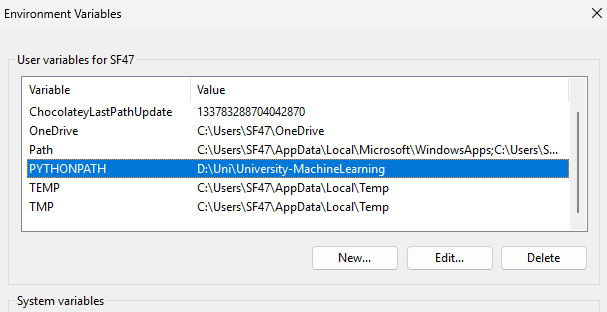 Environment Variables
User variables for SF47
Variable Value
ChocolateyLastPathUpdate 133783288704042870
OneDrive C:\Users\SF47\OneDrive
Path C:\Users\SF47\AppData\Local\Microsoft\WindowsApps;C:\Users\S...
PYTHONPATH D:\Uni\University-MachineLearning
TEMP C:\Users\SF47\AppData\Local\Temp
TMP C:\Users\SF47\AppData\Local\Temp
New... Edit... Delete
System variables